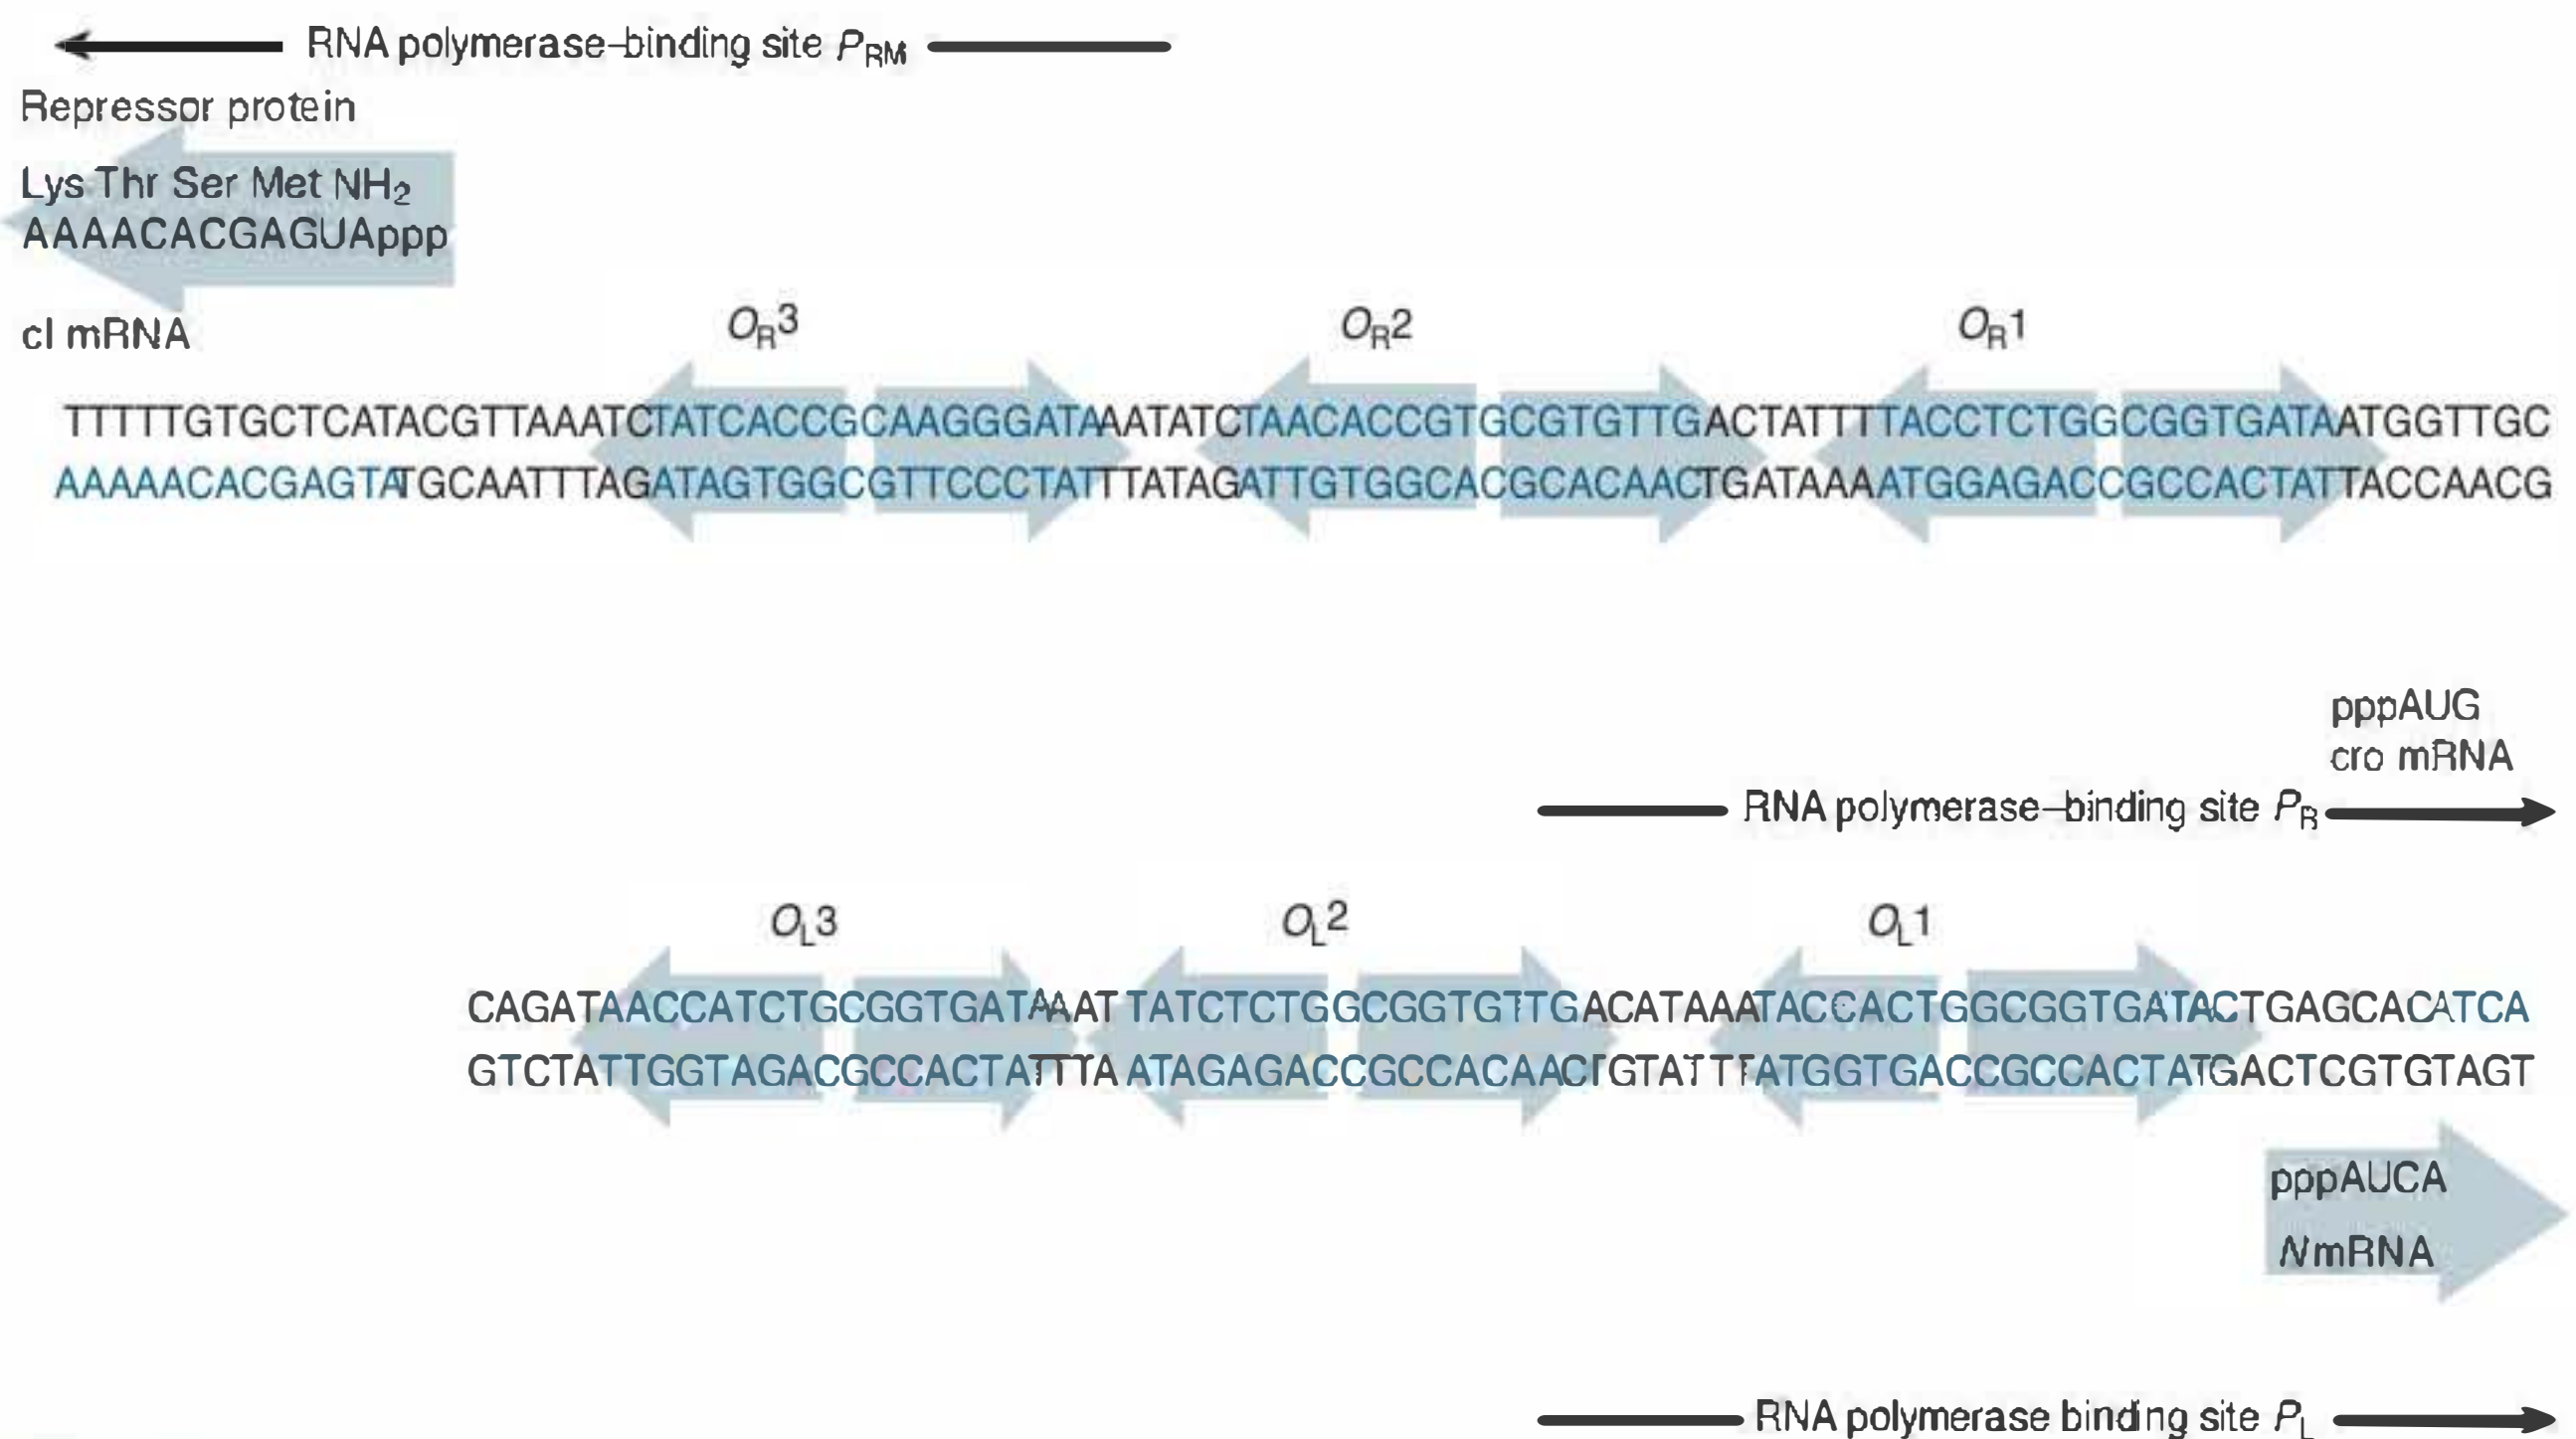 RNA polymerase–binding site PRM
Repressor protein
Lys Thr Ser Met NH2
AAAACACGAGUAppp
cI mRNA
OR3 OR2 OR1
TTTTTGTGCTCATACGTTAAATCTATCACCGCAAGGGATAAATATCTAACACCGTGCGTGTTGACTATTTTACCTCTGGCGGTGATAATGGTTGC
AAAAACACGAGTATGCAATTTAGATAGTGGCGTTCCCTATTTATAGATTGTGGCACGCACAACTGATAAAATGGAGACCGCCACTATTACCAACG
pppAUG
cro mRNA
RNA polymerase–binding site PR
OL3 OL2 OL1
CAGATAACCATCTGCGGTGATAAAT TATCTCTGGCGGTGTTGACATAAATACCACTGGCGGTGATACTGAGCACATCA
GTCTATTGGTAGACGCCACTATTTA ATAGAGACCGCCACAACTGTATTTATGGTGACCGCCACTATGACTCGTGTAGT
pppAUCA
N mRNA
RNA polymerase binding site PL